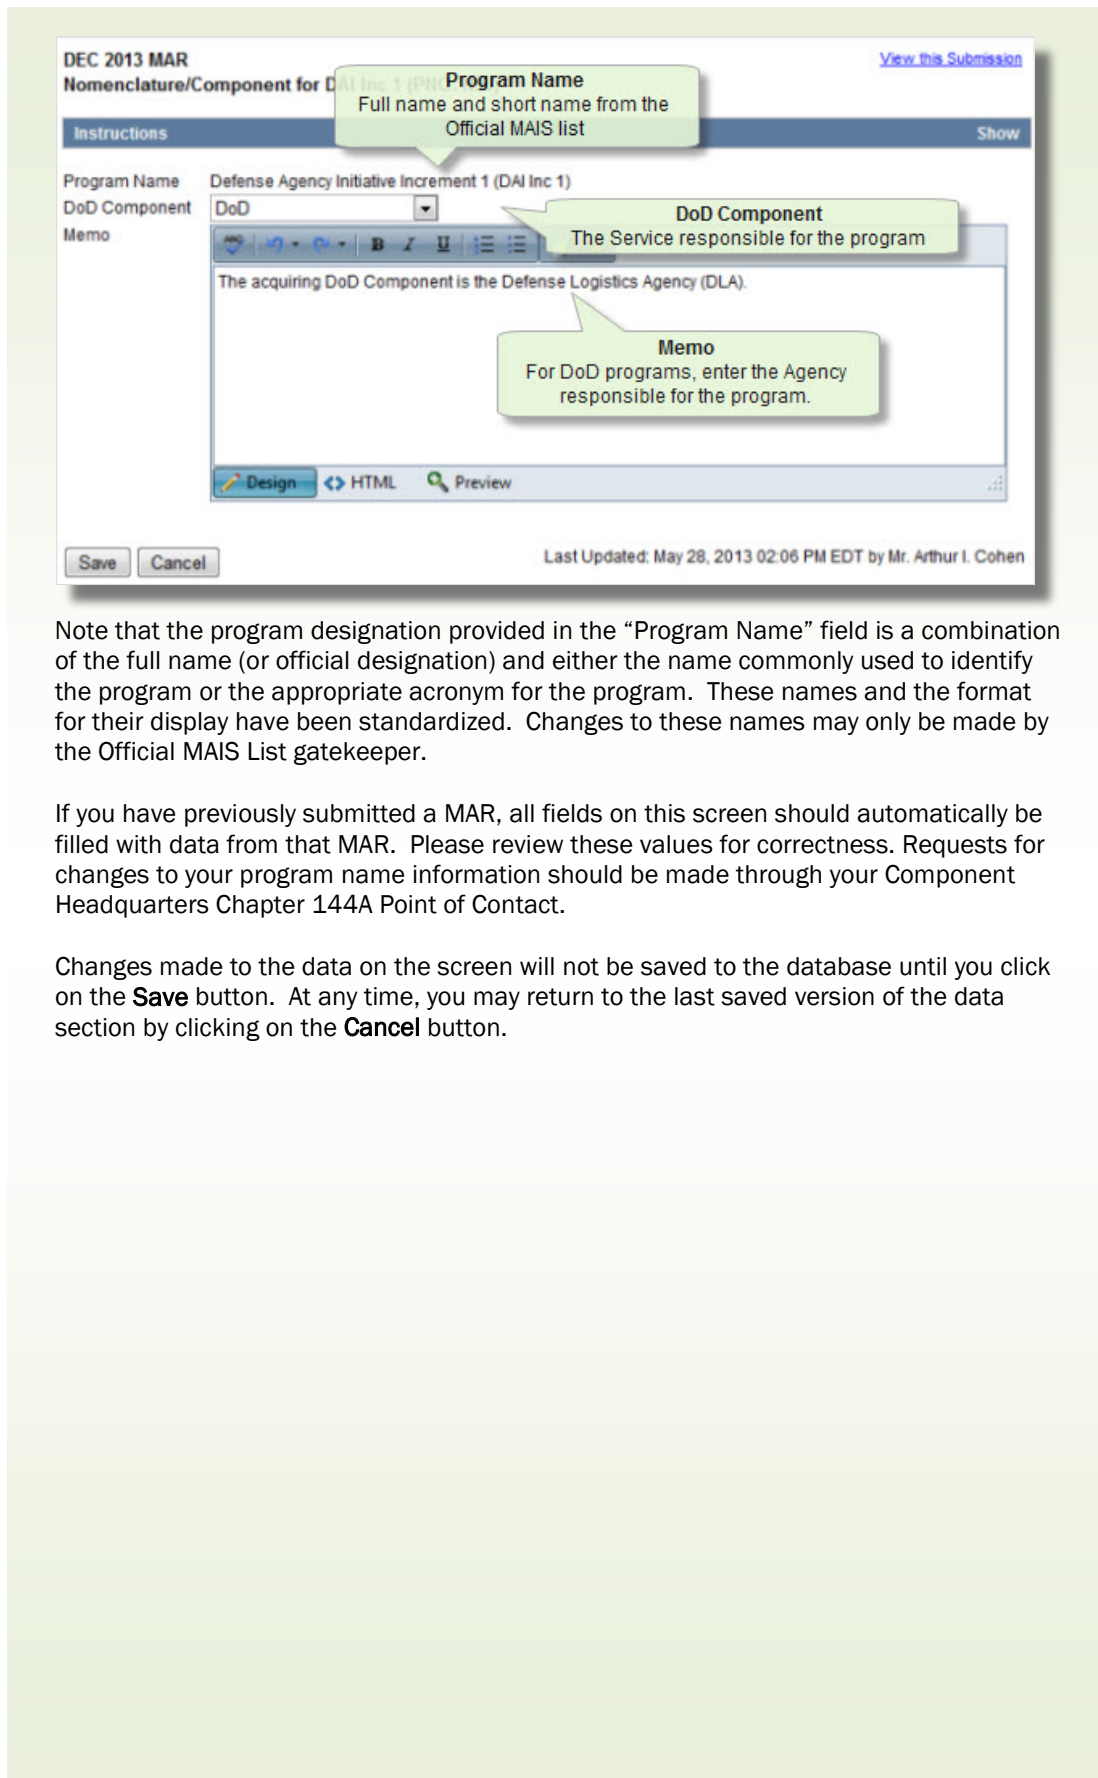 DEC 2013 MAR
View this Submission
Nomenclature/Component for DAI Inc 1
Program Name
Full name and short name from the
Official MAIS list
Instructions
Show
Program Name Defense Agency Initiative Increment 1 (DAI Inc 1)
DoD Component DoD
DoD Component
The Service responsible for the program
Memo
ABC
B I U
The acquiring DoD Component is the Defense Logistics Agency (DLA).
Memo
For DoD programs, enter the Agency
responsible for the program.
Design HTML Preview
Save Cancel
Last Updated: May 28, 2013 02:06 PM EDT by Mr. Arthur I. Cohen
Note that the program designation provided in the “Program Name” field is a combination
of the full name (or official designation) and either the name commonly used to identify
the program or the appropriate acronym for the program. These names and the format
for their display have been standardized. Changes to these names may only be made by
the Official MAIS List gatekeeper.
If you have previously submitted a MAR, all fields on this screen should automatically be
filled with data from that MAR. Please review these values for correctness. Requests for
changes to your program name information should be made through your Component
Headquarters Chapter 144A Point of Contact.
Changes made to the data on the screen will not be saved to the database until you click
on the Save button. At any time, you may return to the last saved version of the data
section by clicking on the Cancel button.